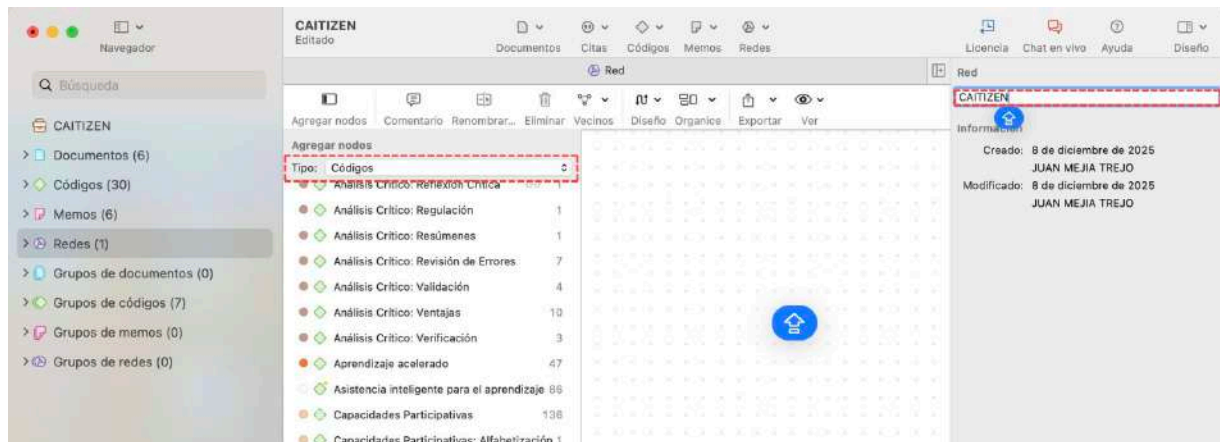 Navegador
Búsqueda
CAITIZEN
Documentos (6)
Códigos (30)
Memos (6)
Redes (1)
Grupos de documentos (0)
Grupos de códigos (7)
Grupos de memos (0)
Grupos de redes (0)
CAITIZEN
Editado
Documentos Citas Códigos Memos Redes
Licencia Chat en vivo Ayuda Diseño
Red
Agregar nodos Comentario Renombrar... Eliminar Vecinos Diseño Organice Exportar Ver
Agregar nodos
Tipo: Códigos
Análisis Crítico: Reflexión Crítica 1
Análisis Crítico: Regulación 1
Análisis Crítico: Resúmenes 1
Análisis Crítico: Revisión de Errores 7
Análisis Crítico: Validación 4
Análisis Crítico: Ventajas 10
Análisis Crítico: Verificación 3
Aprendizaje acelerado 47
Asistencia inteligente para el aprendizaje 86
Capacidades Participativas 136
Capacidades Participativas: Alfabetización 1
Red
CAITIZEN
Información
Creado: 8 de diciembre de 2025
JUAN MEJIA TREJO
Modificado: 8 de diciembre de 2025
JUAN MEJIA TREJO